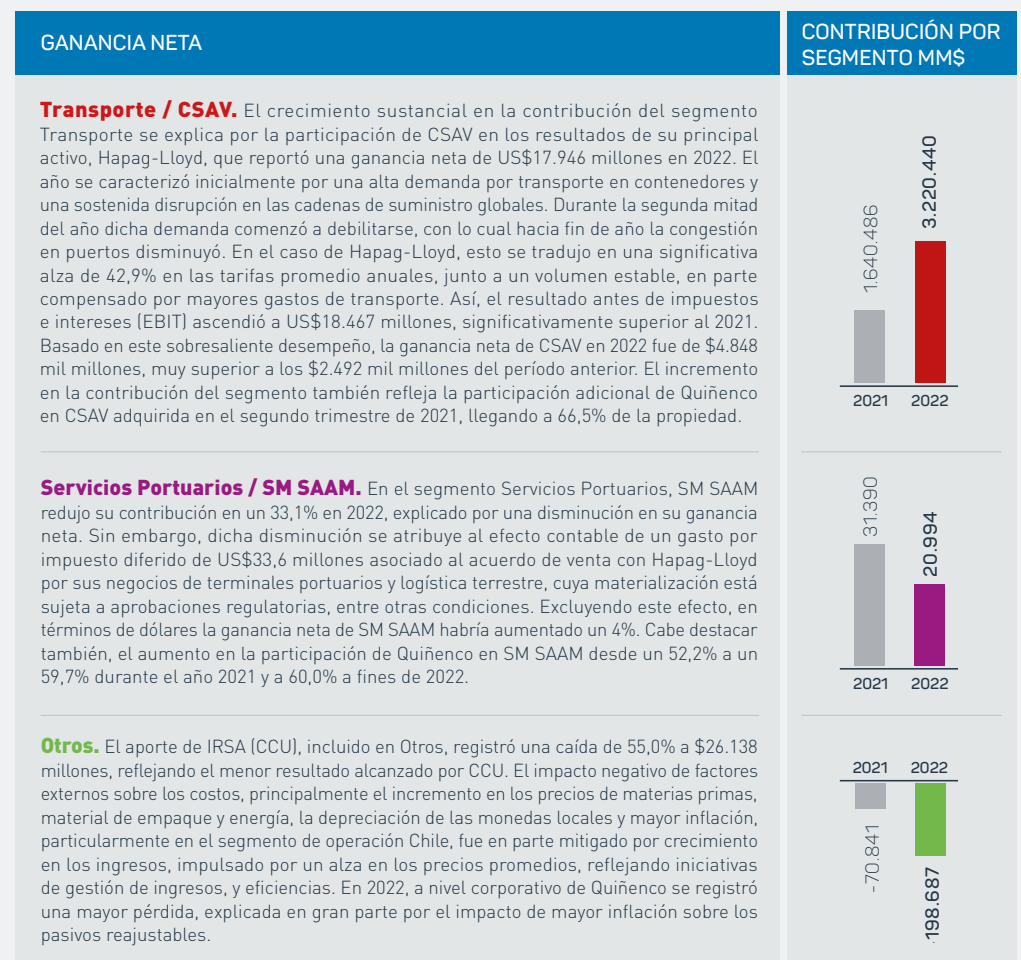 GANANCIA NETA
CONTRIBUCIÓN POR
SEGMENTO MM$
Transporte / CSAV. El crecimiento sustancial en la contribución del segmento
Transporte se explica por la participación de CSAV en los resultados de su principal
activo, Hapag-Lloyd, que reportó una ganancia neta de US$17.946 millones en 2022. El
año se caracterizó inicialmente por una alta demanda por transporte en contenedores y
una sostenida disrupción en las cadenas de suministro globales. Durante la segunda mitad
del año dicha demanda comenzó a debilitarse, con lo cual hacia fin de año la congestión
en puertos disminuyó. En el caso de Hapag-Lloyd, esto se tradujo en una significativa
alza de 42,9% en las tarifas promedio anuales, junto a un volumen estable, en parte
compensado por mayores gastos de transporte. Así, el resultado antes de impuestos
e intereses (EBIT) ascendió a US$18.467 millones, significativamente superior al 2021.
Basado en este sobresaliente desempeño, la ganancia neta de CSAV en 2022 fue de $4.848
mil millones, muy superior a los $2.492 mil millones del período anterior. El incremento
en la contribución del segmento también refleja la participación adicional de Quiñenco
en CSAV adquirida en el segundo trimestre de 2021, llegando a 66,5% de la propiedad.
1.640.486
3.220.440
2021 2022
Servicios Portuarios / SM SAAM. En el segmento Servicios Portuarios, SM SAAM
redujo su contribución en un 33,1% en 2022, explicado por una disminución en su ganancia
neta. Sin embargo, dicha disminución se atribuye al efecto contable de un gasto por
impuesto diferido de US$33,6 millones asociado al acuerdo de venta con Hapag-Lloyd
por sus negocios de terminales portuarios y logística terrestre, cuya materialización está
sujeta a aprobaciones regulatorias, entre otras condiciones. Excluyendo este efecto, en
términos de dólares la ganancia neta de SM SAAM habría aumentado un 4%. Cabe destacar
también, el aumento en la participación de Quiñenco en SM SAAM desde un 52,2% a un
59,7% durante el año 2021 y a 60,0% a fines de 2022.
31.390
20.994
2021 2022
Otros. El aporte de IRSA (CCU), incluido en Otros, registró una caída de 55,0% a $26.138
millones, reflejando el menor resultado alcanzado por CCU. El impacto negativo de factores
externos sobre los costos, principalmente el incremento en los precios de materias primas,
material de empaque y energía, la depreciación de las monedas locales y mayor inflación,
particularmente en el segmento de operación Chile, fue en parte mitigado por crecimiento
en los ingresos, impulsado por un alza en los precios promedios, reflejando iniciativas
de gestión de ingresos, y eficiencias. En 2022, a nivel corporativo de Quiñenco se registró
una mayor pérdida, explicada en gran parte por el impacto de mayor inflación sobre los
pasivos reajustables.
2021 2022
-70.841
-198.687